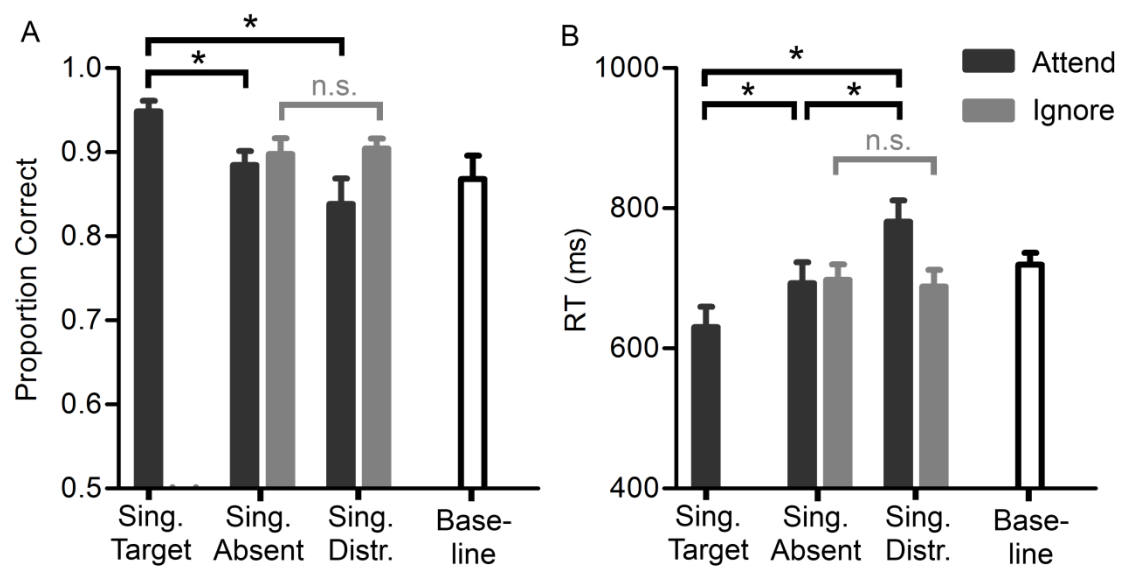 A
*
*
n.s.
1.0
0.9
0.8
0.7
0.6
0.5
Proportion Correct
Sing.
Target
Sing.
Absent
Sing.
Distr.
Base-
line
B
Attend
Ignore
*
*
*
n.s.
1000
800
600
400
RT (ms)
Sing.
Target
Sing.
Absent
Sing.
Distr.
Base-
line